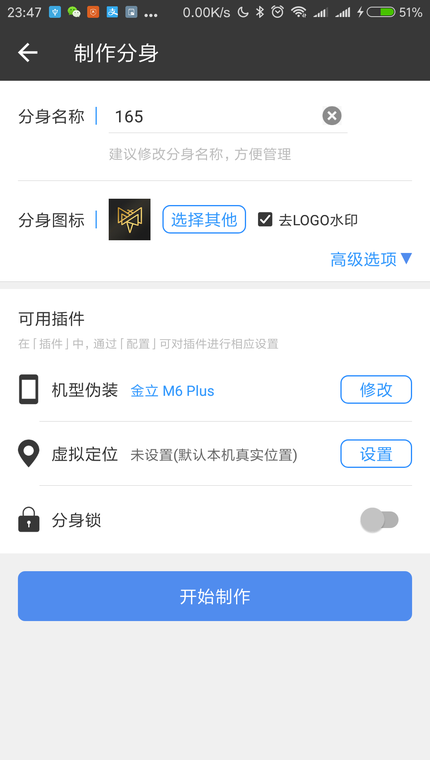 23:47 ... 0.00K/s 51%
制作分身
分身名称 165
建议修改分身名称，方便管理
分身图标 选择其他 去LOGO水印
高级选项
可用插件
在「插件」中，通过「配置」可对插件进行相应设置
机型伪装 金立 M6 Plus 修改
虚拟定位 未设置(默认本机真实位置) 设置
分身锁
开始制作